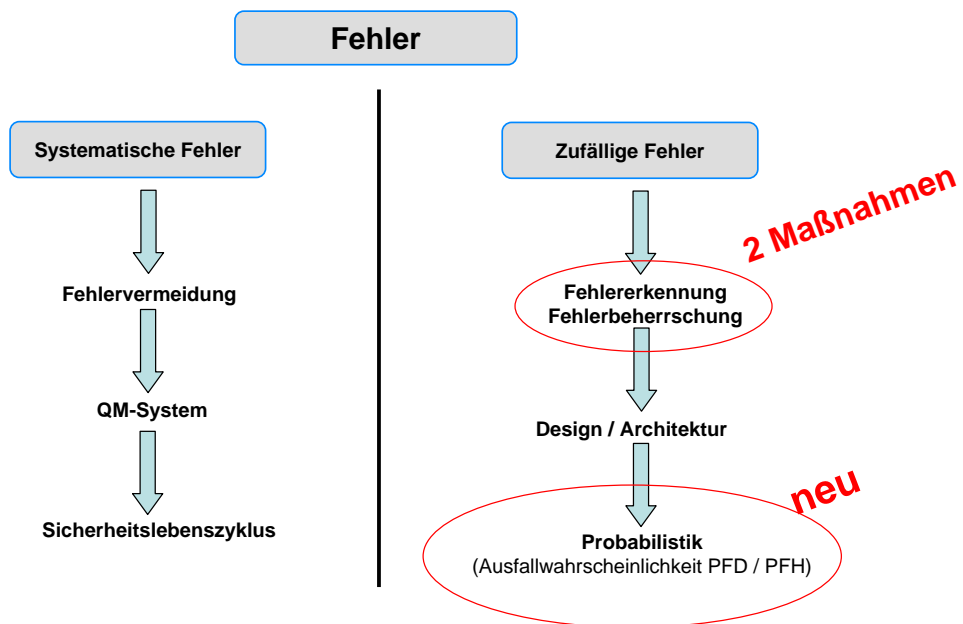 Fehler
Systematische Fehler
Fehlervermeidung
QM-System
Sicherheitslebenszyklus
Zufällige Fehler
2 Maßnahmen
Fehlererkennung
Fehlerbeherrschung
Design / Architektur
neu
Probabilistik
(Ausfallwahrscheinlichkeit PFD / PFH)